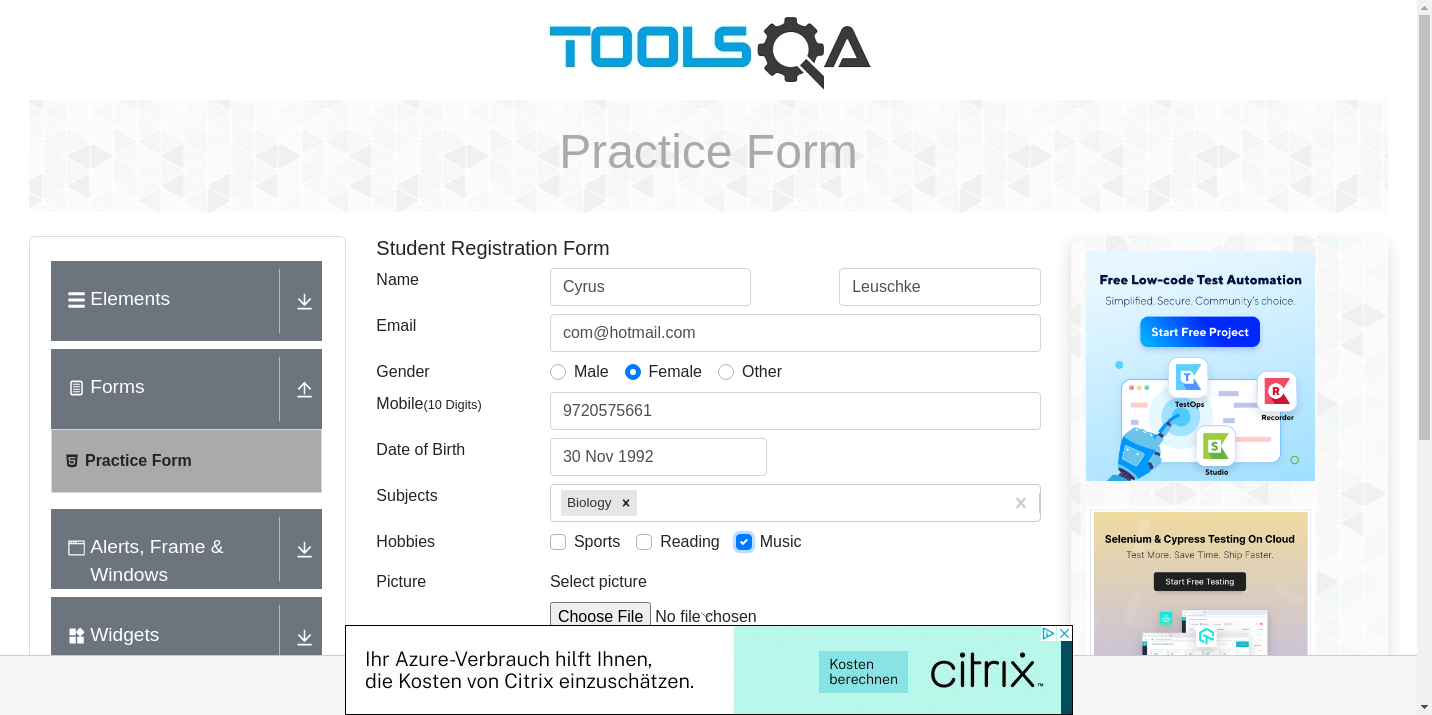 TOOLSQA
Practice Form
Elements
Forms
Practice Form
Alerts, Frame &
Windows
Widgets
Student Registration Form
Name
Cyrus
Leuschke
Email
com@hotmail.com
Gender
Male
Female
Other
Mobile(10 Digits)
9720575661
Date of Birth
30 Nov 1992
Subjects
Biology
Hobbies
Sports
Reading
Music
Picture
Select picture
Choose File No file chosen
Free Low-code Test Automation
Simplified. Secure. Community's choice.
Start Free Project
T
TestOps
R
Recorder
S
Studio
Selenium & Cypress Testing On Cloud
Test More. Save Time. Ship Faster.
Start Free Testing
Ihr Azure-Verbrauch hilft Ihnen,
die Kosten von Citrix einzuschätzen.
Kosten
berechnen
citrix™